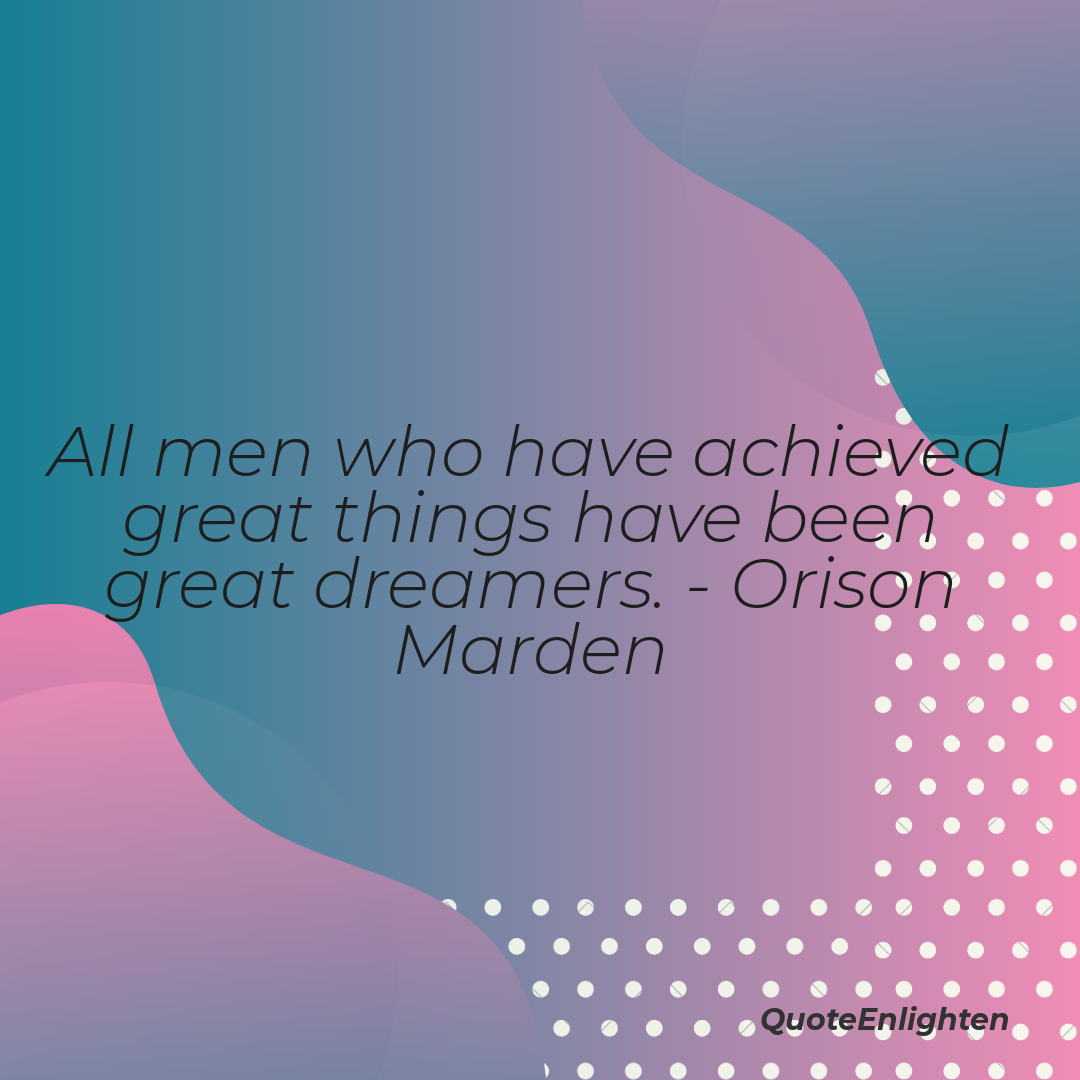 All men who have achieved
great things have been
great dreamers. - Orison
Marden
QuoteEnlighten